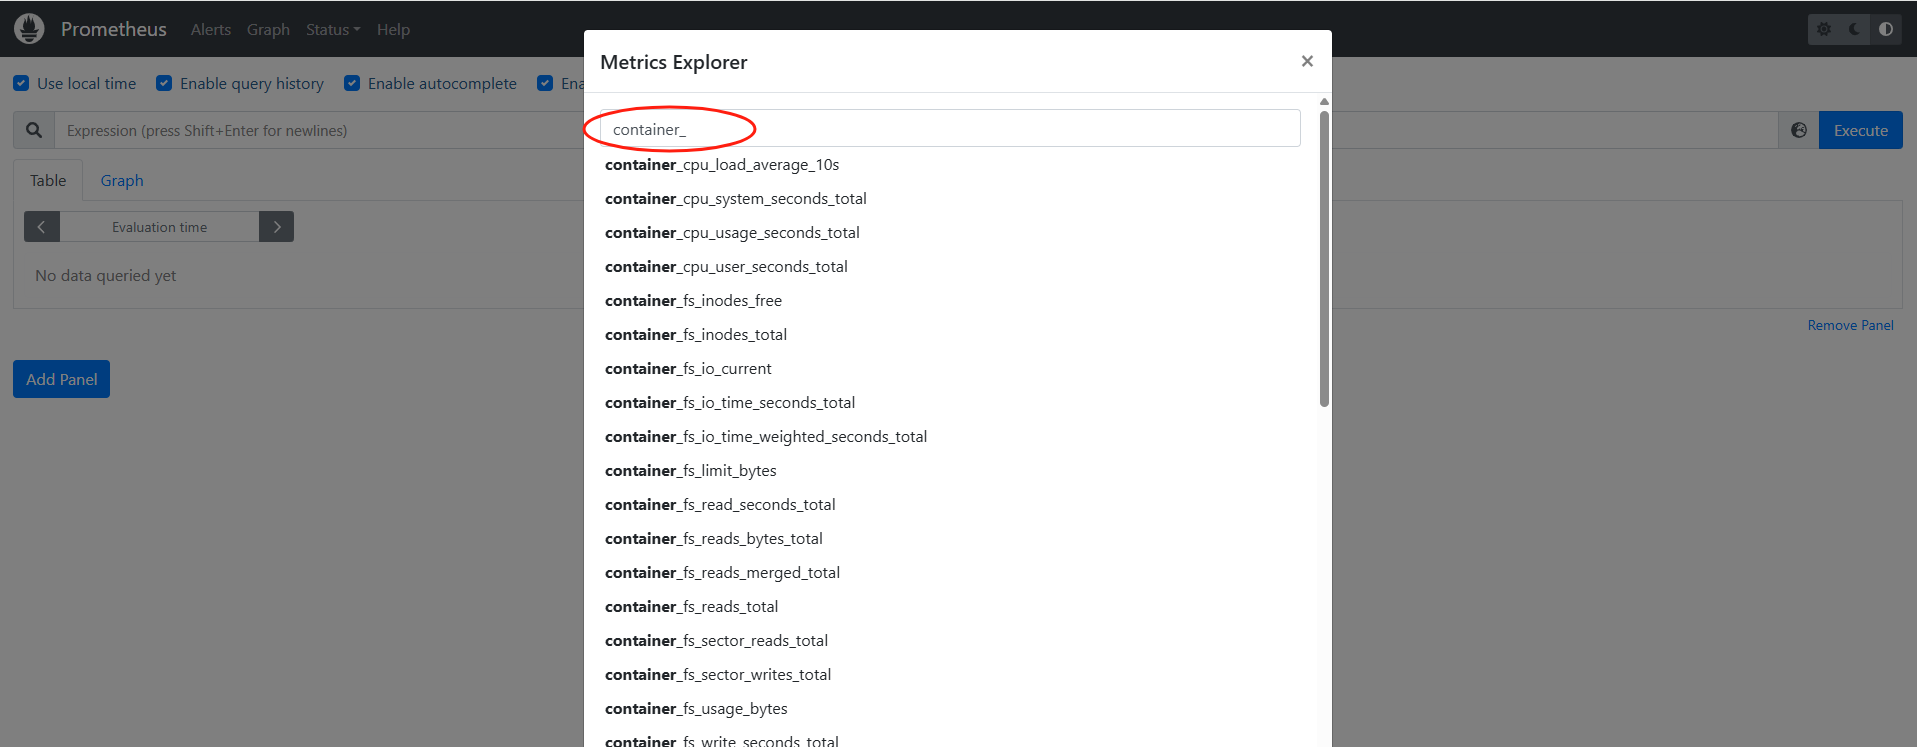 Prometheus Alerts Graph Status Help
Metrics Explorer ×
Use local time Enable query history Enable autocomplete Ena
Expression (press Shift+Enter for newlines) Execute
container_
Table Graph
Evaluation time
No data queried yet
Remove Panel
Add Panel
container_cpu_load_average_10s
container_cpu_system_seconds_total
container_cpu_usage_seconds_total
container_cpu_user_seconds_total
container_fs_inodes_free
container_fs_inodes_total
container_fs_io_current
container_fs_io_time_seconds_total
container_fs_io_time_weighted_seconds_total
container_fs_limit_bytes
container_fs_read_seconds_total
container_fs_reads_bytes_total
container_fs_reads_merged_total
container_fs_reads_total
container_fs_sector_reads_total
container_fs_sector_writes_total
container_fs_usage_bytes
container_fs_write_seconds_total